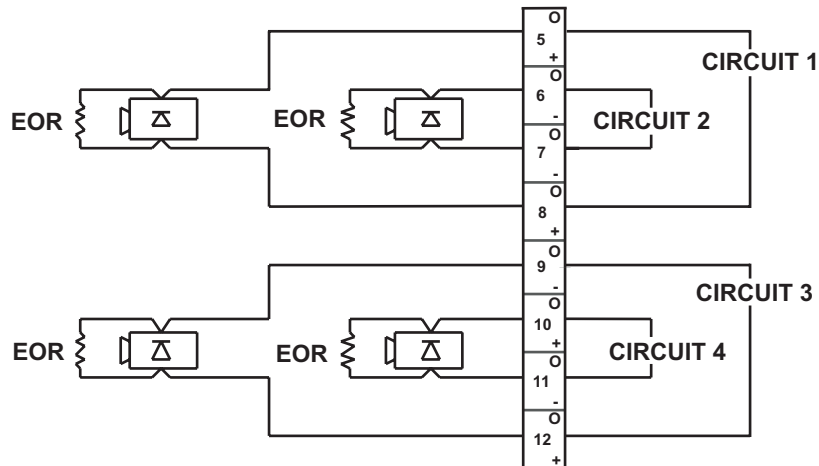 O
5
+
CIRCUIT 1
O
6
-
EOR
EOR
CIRCUIT 2
O
7
-
O
8
+
O
9
-
CIRCUIT 3
O
10
+
EOR
EOR
CIRCUIT 4
O
11
-
O
12
+